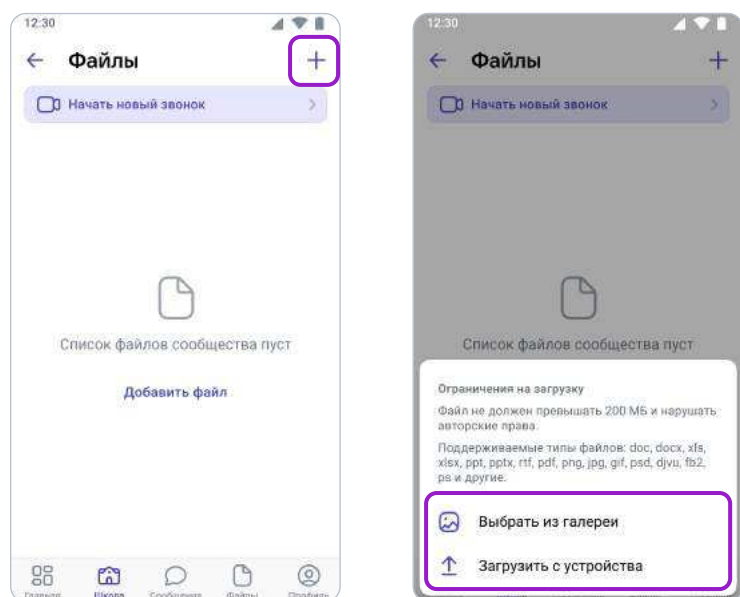 12:30
Файлы
Начать новый звонок
Список файлов сообщества пуст
Добавить файл
Главная Школа Сообщения Файлы Профиль
12:30
Файлы
Начать новый звонок
Список файлов сообщества пуст
Ограничения на загрузку
Файл не должен превышать 200 МБ и нарушать
авторские права.
Поддерживаемые типы файлов: doc, docx, xls,
xlsx, ppt, pptx, rtf, pdf, png, jpg, gif, psd, djvu, fb2,
ps и другие.
Выбрать из галереи
Загрузить с устройства